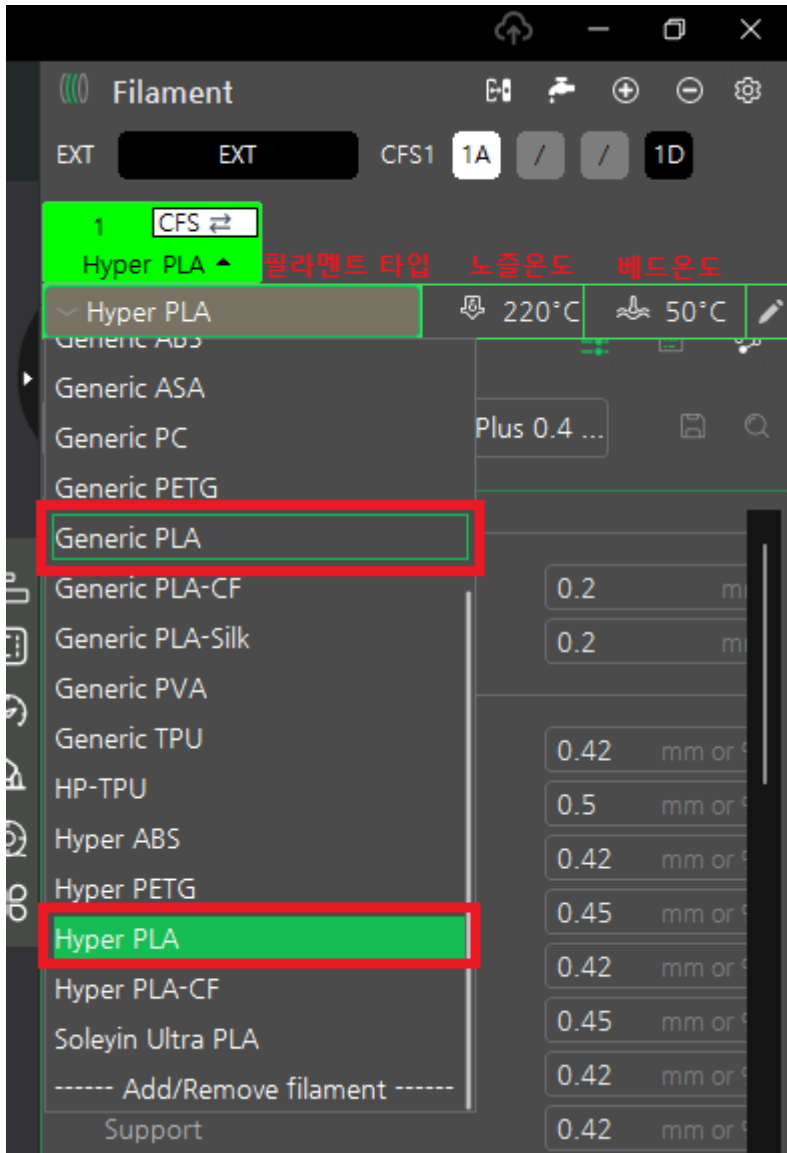 Filament
EXT EXT CFS1 1A / / 1D
1 CFS
Hyper PLA 필라멘트 타입 노즐온도 베드온도
Hyper PLA 220°C 50°C
Generic ABS
Generic ASA
Generic PC
Plus 0.4 ...
Generic PETG
Generic PLA
Generic PLA-CF 0.2
Generic PLA-Silk 0.2
Generic PVA
Generic TPU 0.42 mm or
HP-TPU 0.5 mm or
Hyper ABS 0.42 mm or
Hyper PETG 0.45 mm or
Hyper PLA 0.42 mm or
Hyper PLA-CF 0.45 mm or
Soleyin Ultra PLA
------ Add/Remove filament ------ 0.42 mm or
Support 0.42 mm or